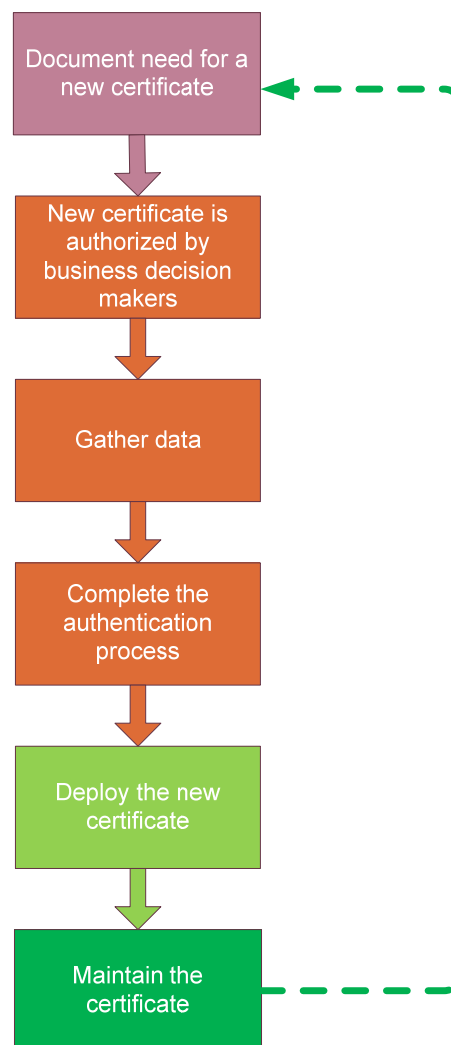 Document need for a
new certificate
New certificate is
authorized by
business decision
makers
Gather data
Complete the
authentication
process
Deploy the new
certificate
Maintain the
certificate